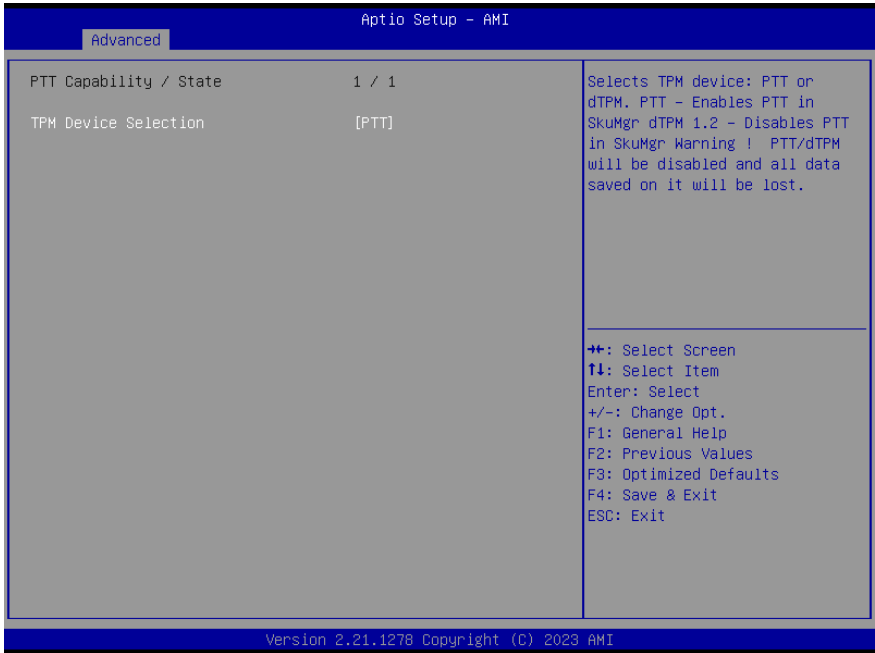 Aptio Setup – AMI
Advanced
PTT Capability / State 1 / 1
TPM Device Selection [PTT]
Selects TPM device: PTT or
dTPM. PTT – Enables PTT in
SkuMgr dTPM 1.2 – Disables PTT
in SkuMgr Warning ! PTT/dTPM
will be disabled and all data
saved on it will be lost.
→←: Select Screen
↑↓: Select Item
Enter: Select
+/-: Change Opt.
F1: General Help
F2: Previous Values
F3: Optimized Defaults
F4: Save & Exit
ESC: Exit
Version 2.21.1278 Copyright (C) 2023 AMI